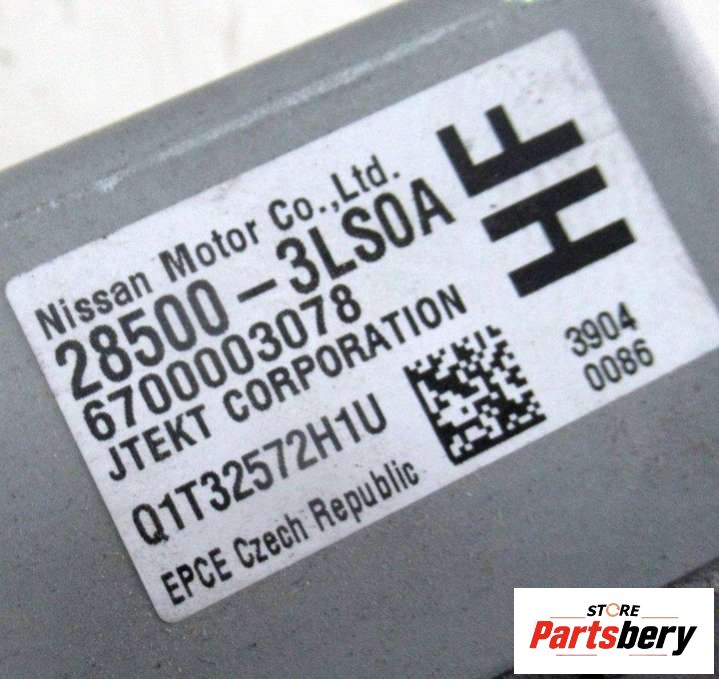 Nissan Motor Co.,Ltd.
28500-3LS0A
6700003078
JTEKT CORPORATION
Q1T32572H1U
EPCE Czech Republic
HF
3904
0086
STORE
Partsbery